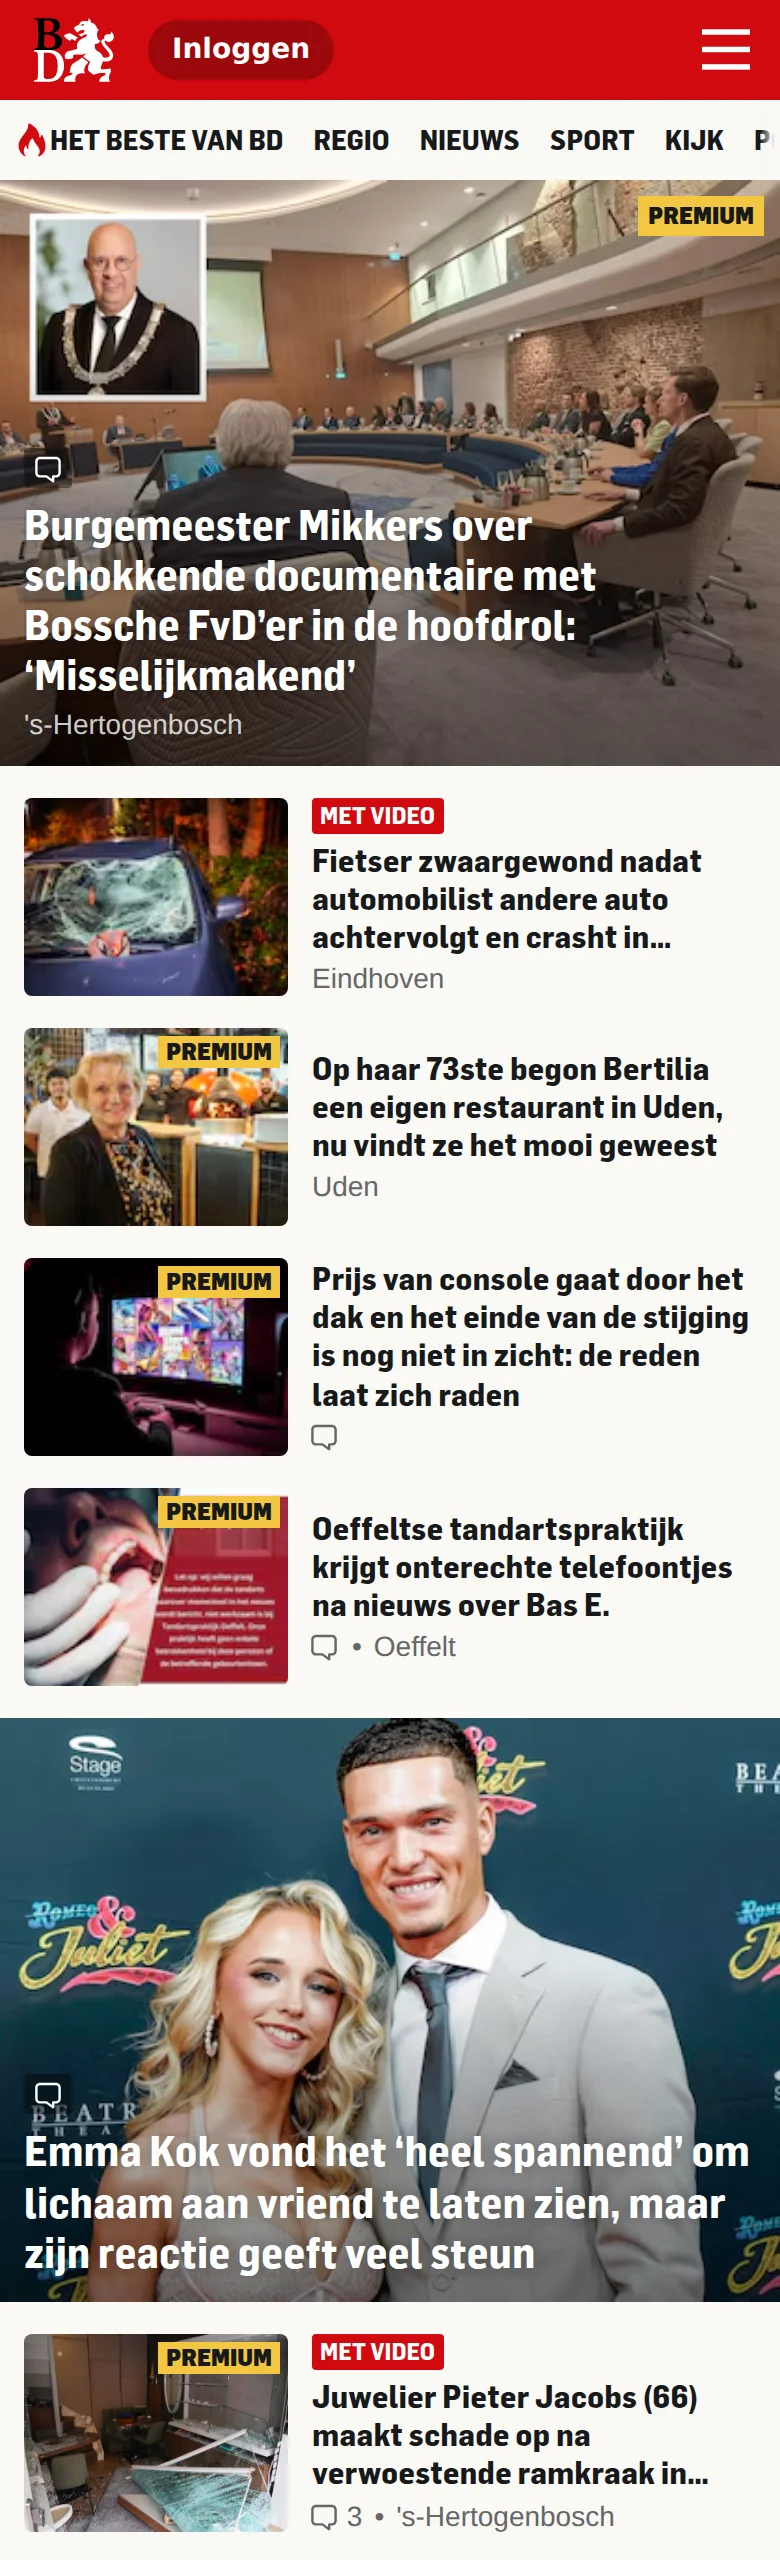 BD
Inloggen
HET BESTE VAN BD REGIO NIEUWS SPORT KIJK
PREMIUM
Burgemeester Mikkers over
schokkende documentaire met
Bossche FvD’er in de hoofdrol:
‘Misselijkmakend’
's-Hertogenbosch
MET VIDEO
Fietser zwaargewond nadat
automobilist andere auto
achtervolgt en crasht in...
Eindhoven
PREMIUM
Op haar 73ste begon Bertilia
een eigen restaurant in Uden,
nu vindt ze het mooi geweest
Uden
PREMIUM
Prijs van console gaat door het
dak en het einde van de stijging
is nog niet in zicht: de reden
laat zich raden
PREMIUM
Oeffeltse tandartspraktijk
krijgt onterechte telefoontjes
na nieuws over Bas E.
• Oeffelt
Stage
Romeo & Juliet
BEATR
Emma Kok vond het ‘heel spannend’ om
lichaam aan vriend te laten zien, maar
zijn reactie geeft veel steun
PREMIUM
MET VIDEO
Juwelier Pieter Jacobs (66)
maakt schade op na
verwoestende ramkraak in...
3 • 's-Hertogenbosch